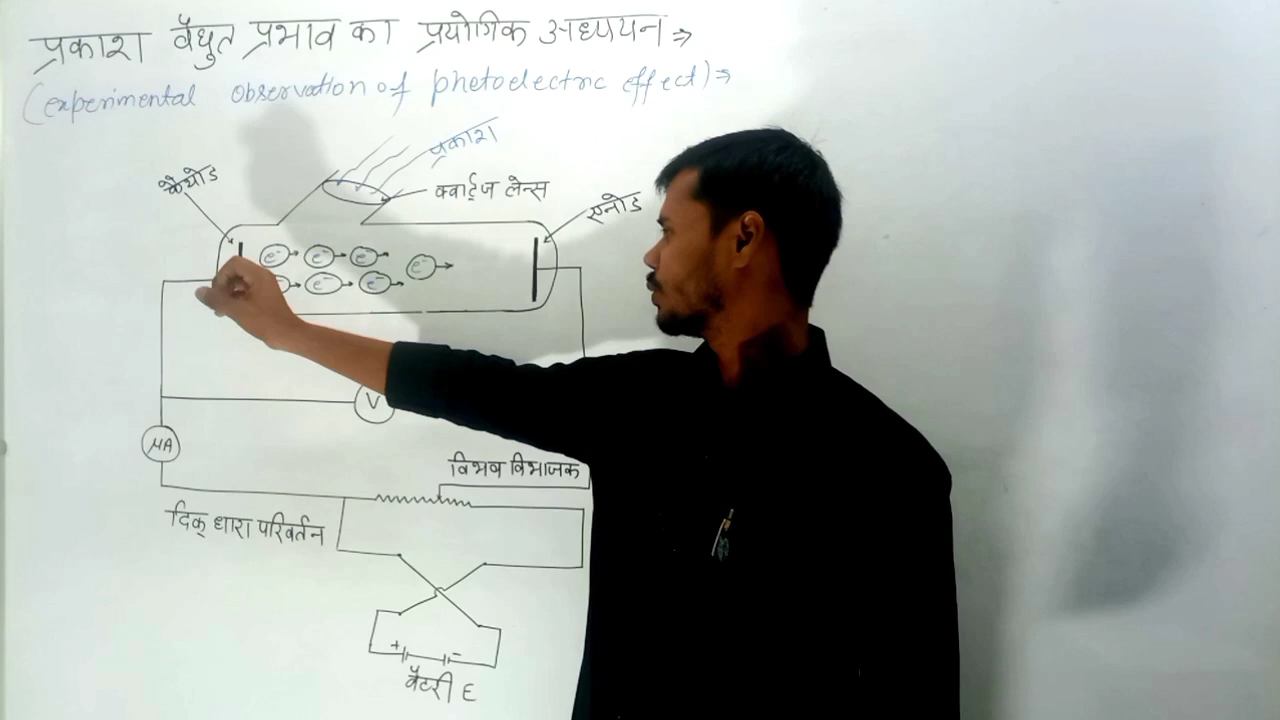 प्रकाश वैधुत प्रभाव का प्रयोगिक अध्ययन ⇒
(experimental observation of photoelectric effect) ⇒
प्रकाश
कैथोड
क्वार्ट्ज लेन्स
एनोड
e⁻ e⁻ e⁻ e⁻
e⁻ e⁻
V
μA
विभव विभाजक
दिक् धारा परिवर्तन
+ -
बैटरी E